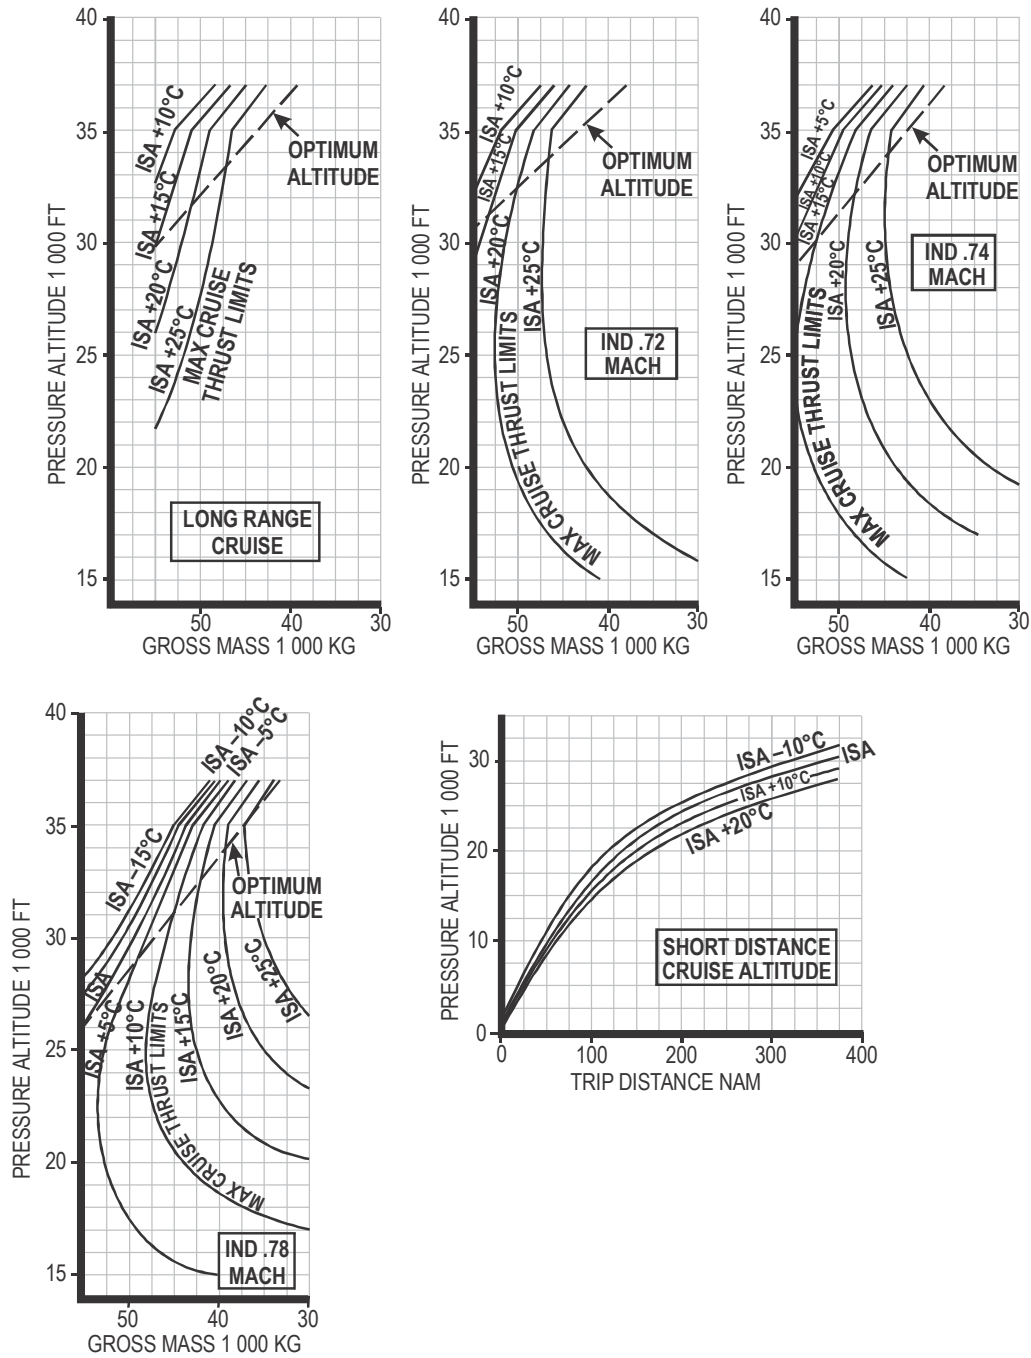 40
35
30
25
20
15
PRESSURE ALTITUDE 1 000 FT
ISA +10°C
ISA +15°C
ISA +20°C
ISA +25°C
MAX CRUISE
THRUST LIMITS
OPTIMUM
ALTITUDE
LONG RANGE
CRUISE
50
40
30
GROSS MASS 1 000 KG
40
35
30
25
20
15
PRESSURE ALTITUDE 1 000 FT
ISA +10°C
ISA +15°C
ISA +20°C
ISA +25°C
MAX CRUISE THRUST LIMITS
OPTIMUM
ALTITUDE
IND .72
MACH
50
40
30
GROSS MASS 1 000 KG
40
35
30
25
20
15
PRESSURE ALTITUDE 1 000 FT
ISA +5°C
ISA +10°C
ISA +15°C
ISA +20°C
ISA +25°C
MAX CRUISE THRUST LIMITS
OPTIMUM
ALTITUDE
IND .74
MACH
50
40
30
GROSS MASS 1 000 KG
40
35
30
25
20
15
PRESSURE ALTITUDE 1 000 FT
ISA –10°C
ISA –5°C
ISA –15°C
ISA
ISA +5°C
ISA +10°C
ISA +15°C
ISA +20°C
ISA +25°C
MAX CRUISE THRUST LIMITS
OPTIMUM
ALTITUDE
IND .78
MACH
50
40
30
GROSS MASS 1 000 KG
30
20
10
0
PRESSURE ALTITUDE 1 000 FT
ISA –10°C
ISA
ISA +10°C
ISA +20°C
SHORT DISTANCE
CRUISE ALTITUDE
0
100
200
300
400
TRIP DISTANCE NAM